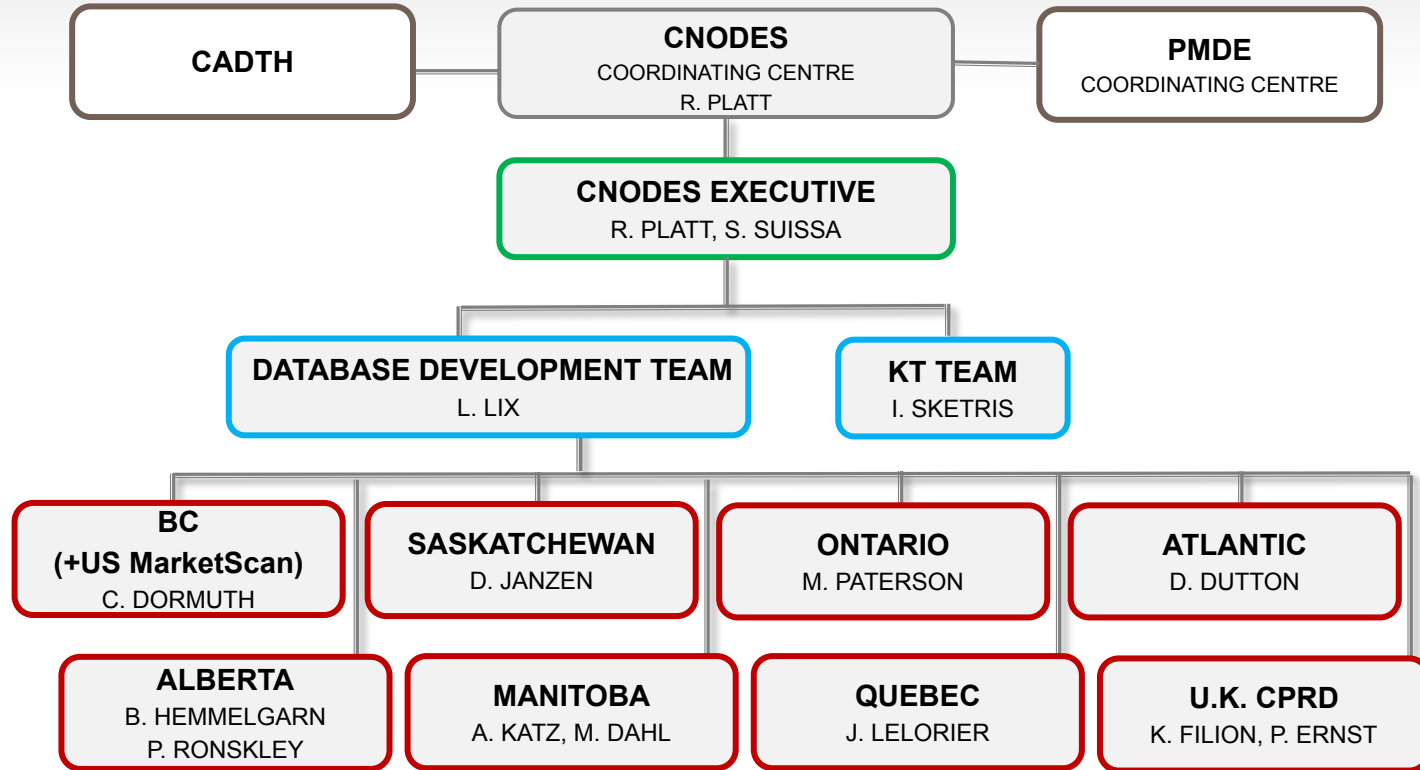 CADTH
CNODES
COORDINATING CENTRE
R. PLATT
PMDE
COORDINATING CENTRE
CNODES EXECUTIVE
R. PLATT, S. SUISSA
DATABASE DEVELOPMENT TEAM
L. LIX
KT TEAM
I. SKETRIS
BC
(+US MarketScan)
C. DORMUTH
SASKATCHEWAN
D. JANZEN
ONTARIO
M. PATERSON
ATLANTIC
D. DUTTON
ALBERTA
B. HEMMELGARN
P. RONSKLEY
MANITOBA
A. KATZ, M. DAHL
QUEBEC
J. LELORIER
U.K. CPRD
K. FILION, P. ERNST